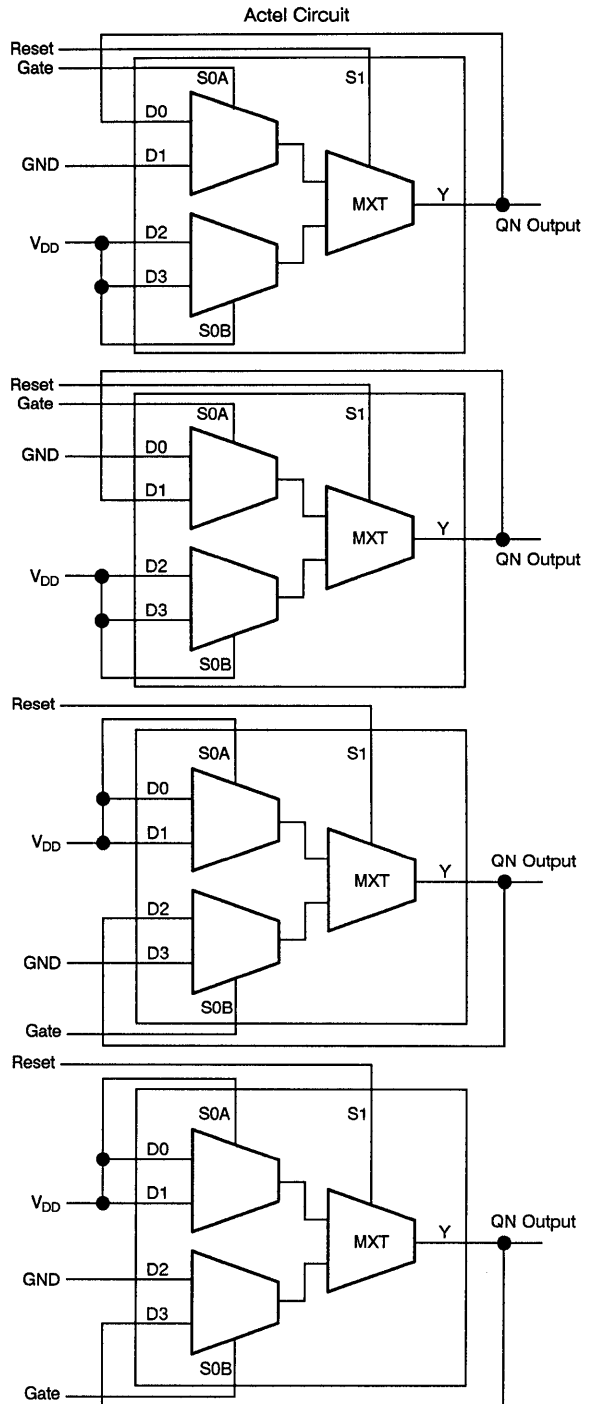 Actel Circuit
Reset
Gate
S0A
S1
D0
GND
D1
MXT
Y
QN Output
VDD
D2
D3
S0B
Reset
Gate
S0A
S1
GND
D0
D1
MXT
Y
QN Output
VDD
D2
D3
S0B
Reset
S0A
S1
D0
VDD
D1
MXT
Y
QN Output
D2
GND
D3
S0B
Gate
Reset
S0A
S1
D0
VDD
D1
MXT
Y
QN Output
GND
D2
D3
S0B
Gate